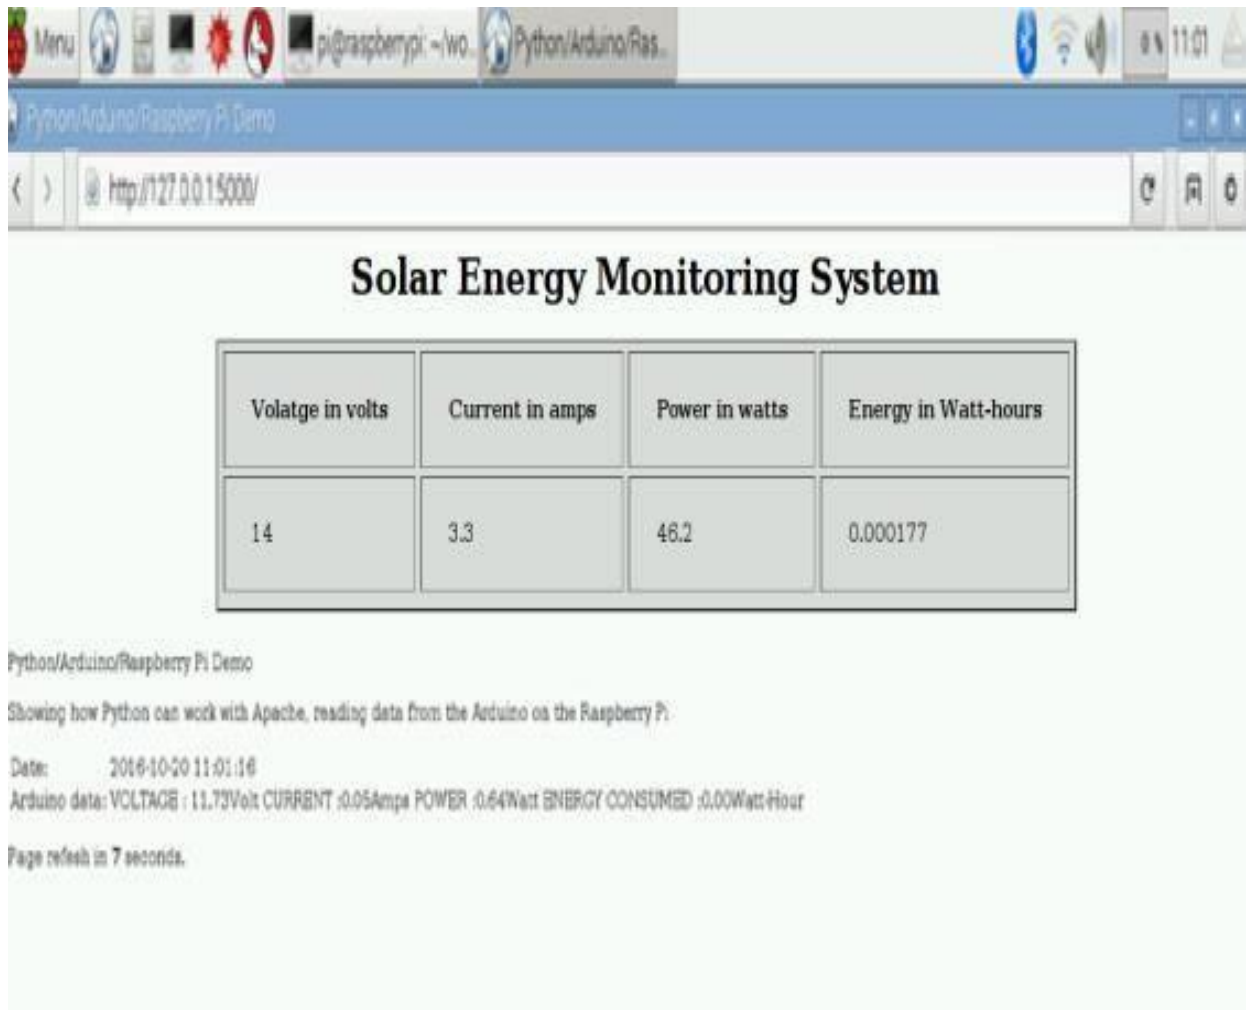 Menu pi@raspberrypi: ~/wo... Python/Arduino/Ras... 0 % 11:01
Python/Arduino/Raspberry Pi Demo
http://127.0.0.1:5000/
Solar Energy Monitoring System
Volatge in volts Current in amps Power in watts Energy in Watt-hours
14 3.3 46.2 0.000177
Python/Arduino/Raspberry Pi Demo
Showing how Python can work with Apache, reading data from the Arduino on the Raspberry Pi
Date: 2016-10-20 11:01:16
Arduino data: VOLTAGE : 11.73Volt CURRENT :0.05Amps POWER :0.64Watt ENERGY CONSUMED :0.00Watt-Hour
Page refesh in 7 seconds.